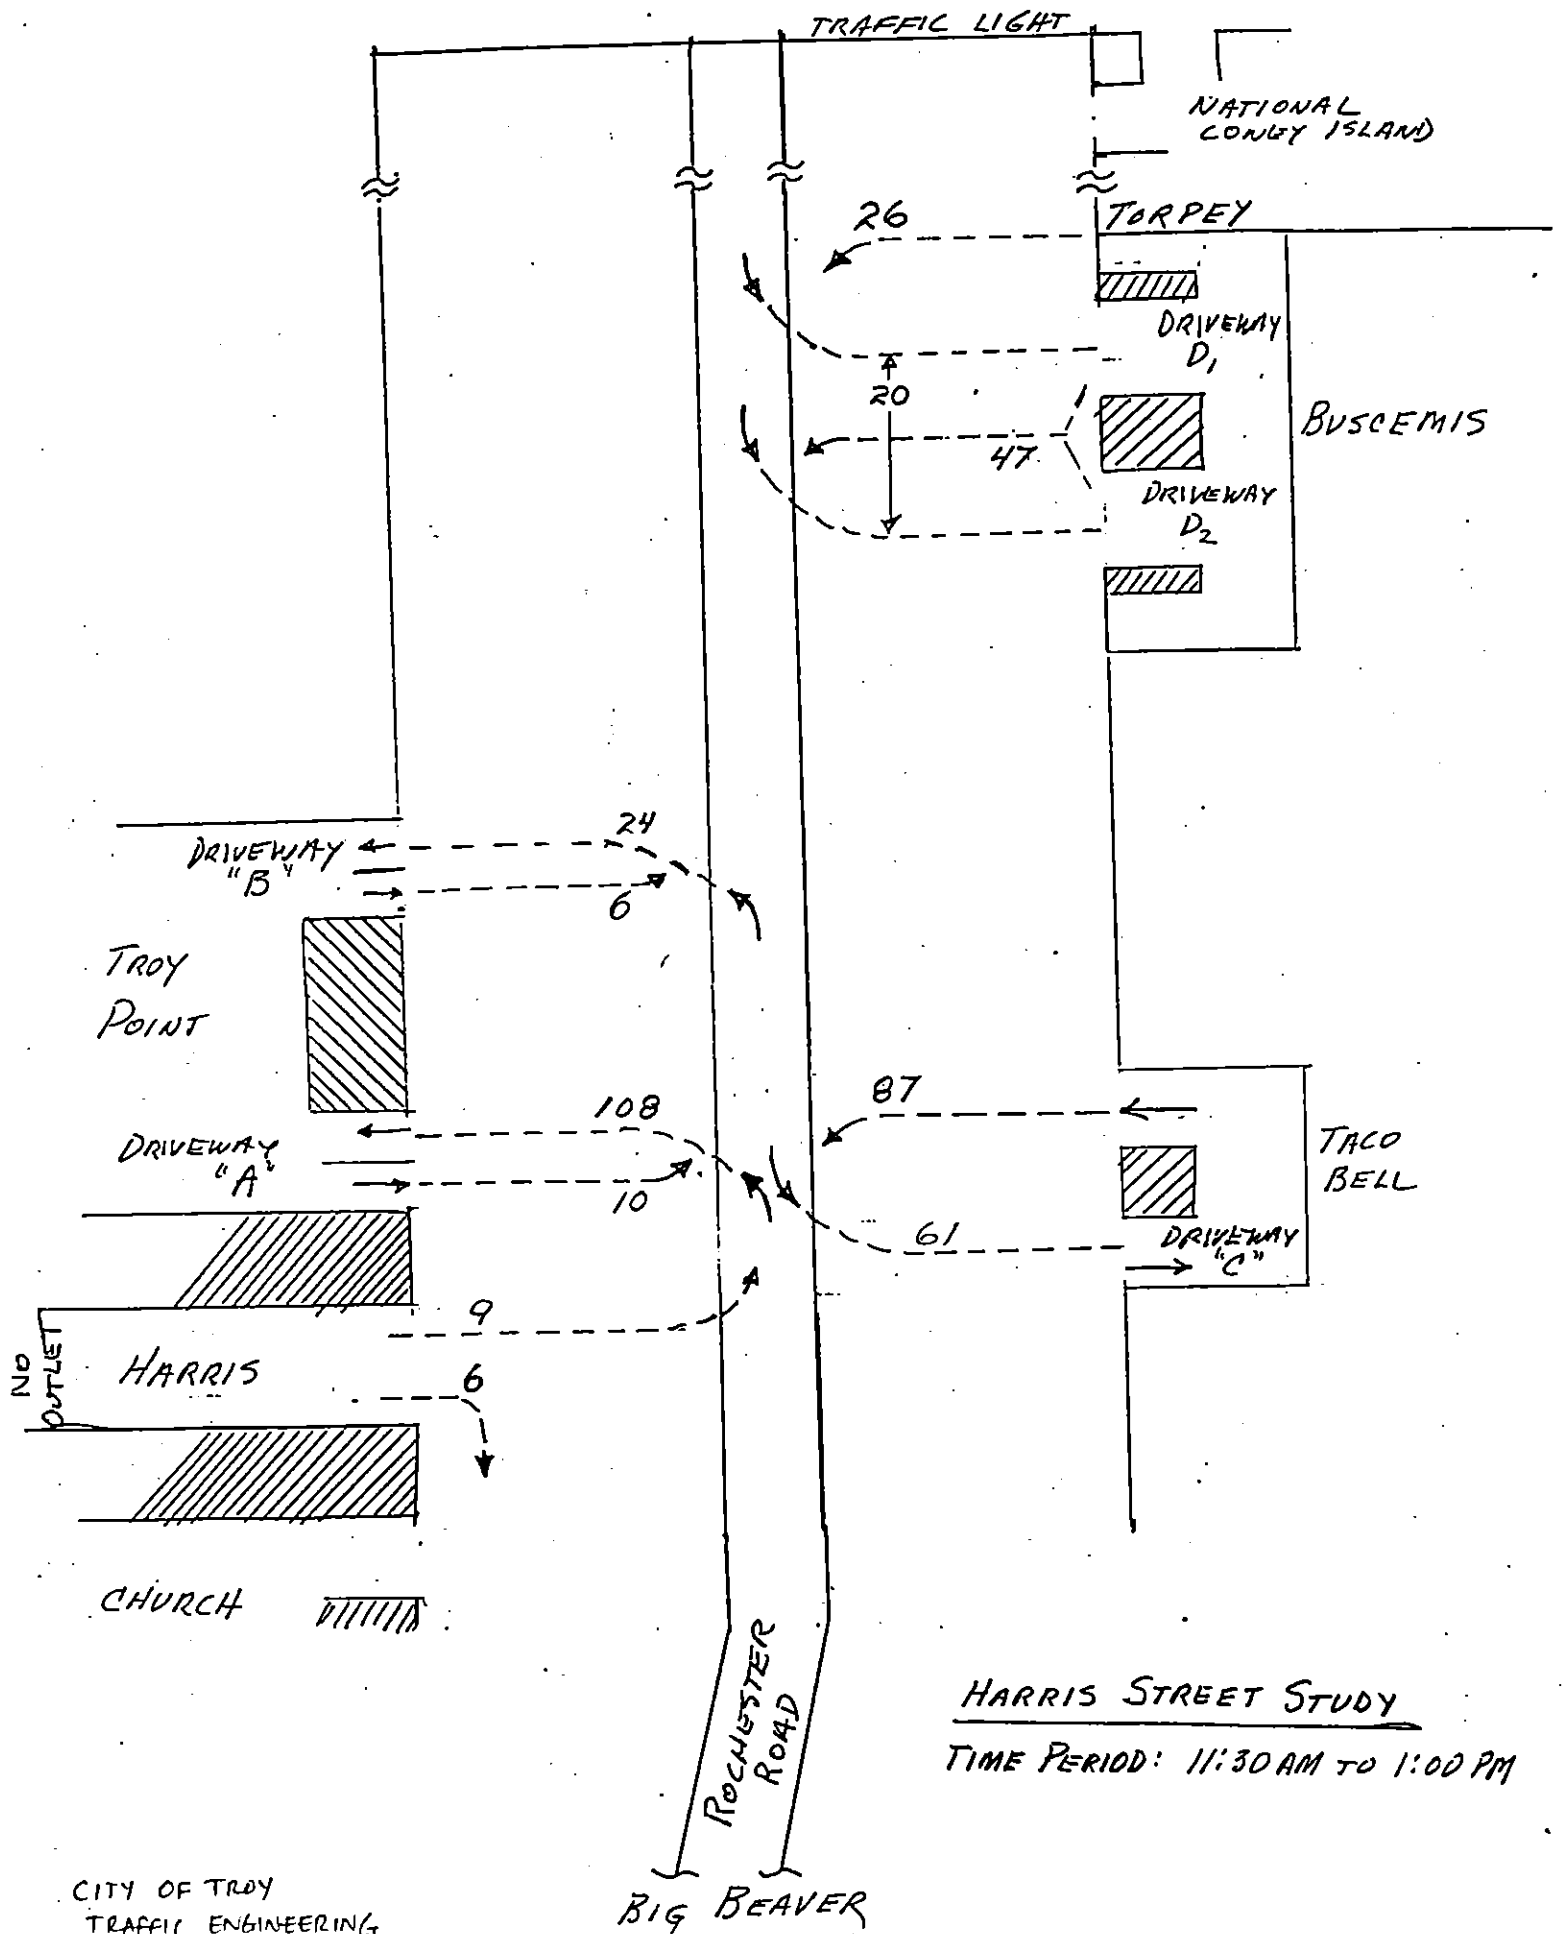 TRAFFIC LIGHT
NATIONAL
CONEY ISLAND
TORPEY
26
DRIVEWAY
D1
20
BUSCEMIS
47
DRIVEWAY
D2
24
DRIVEWAY
"B"
6
TROY
POINT
108
87
DRIVEWAY
"A"
10
TACO
BELL
61
DRIVEWAY
"C"
9
NO
OUTLET
HARRIS
6
CHURCH
ROCHESTER
ROAD
HARRIS STREET STUDY
TIME PERIOD: 11:30 AM TO 1:00 PM
BIG BEAVER
CITY OF TROY
TRAFFIC ENGINEERING